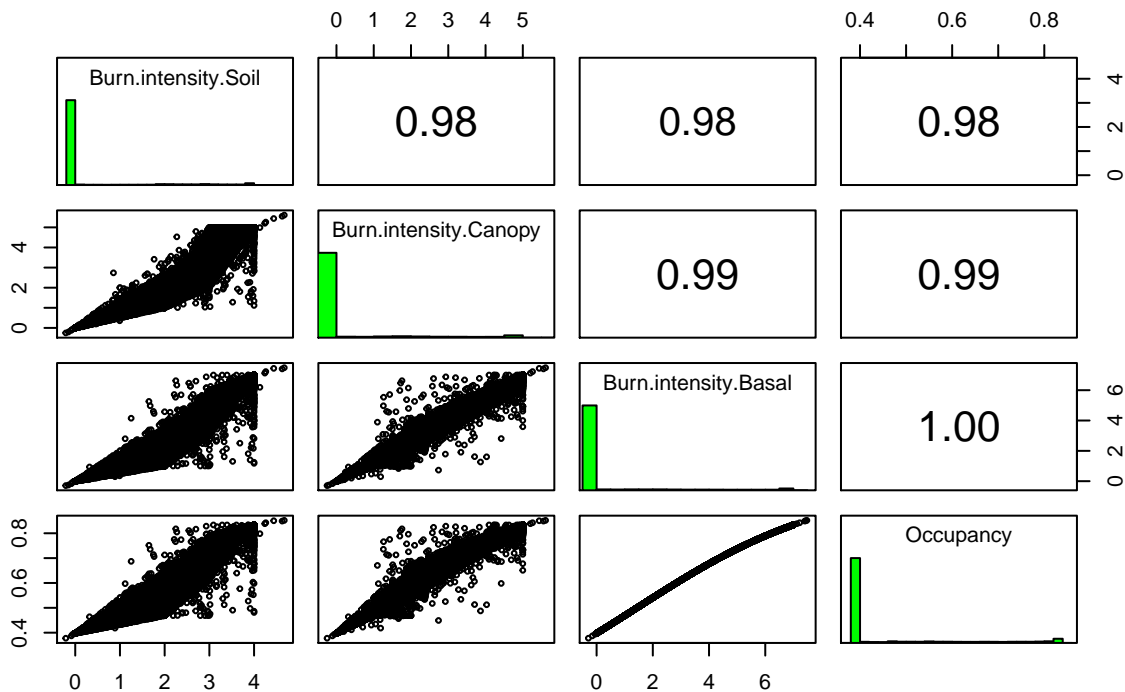 0 1 2 3 4 5
0.4 0.6 0.8
Burn.intensity.Soil
0.98
0.98
0.98
0 2 4
0 2 4
Burn.intensity.Canopy
0.99
0.99
Burn.intensity.Basal
1.00
0 2 4 6
0.4 0.6 0.8
Occupancy
0 1 2 3 4
0 2 4 6